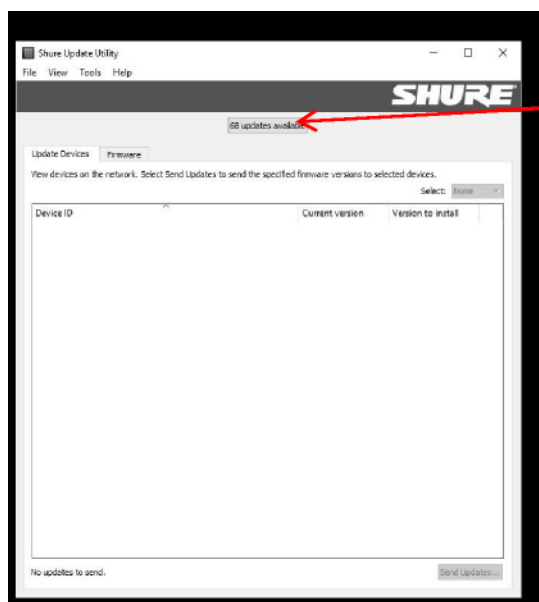 Shure Update Utility
File View Tools Help
SHURE
68 updates available
Update Devices Firmware
View devices on the network. Select Send Updates to send the specified firmware versions to selected devices.
Select: None
Device ID Current version Version to install
No updates to send.
Send Updates...